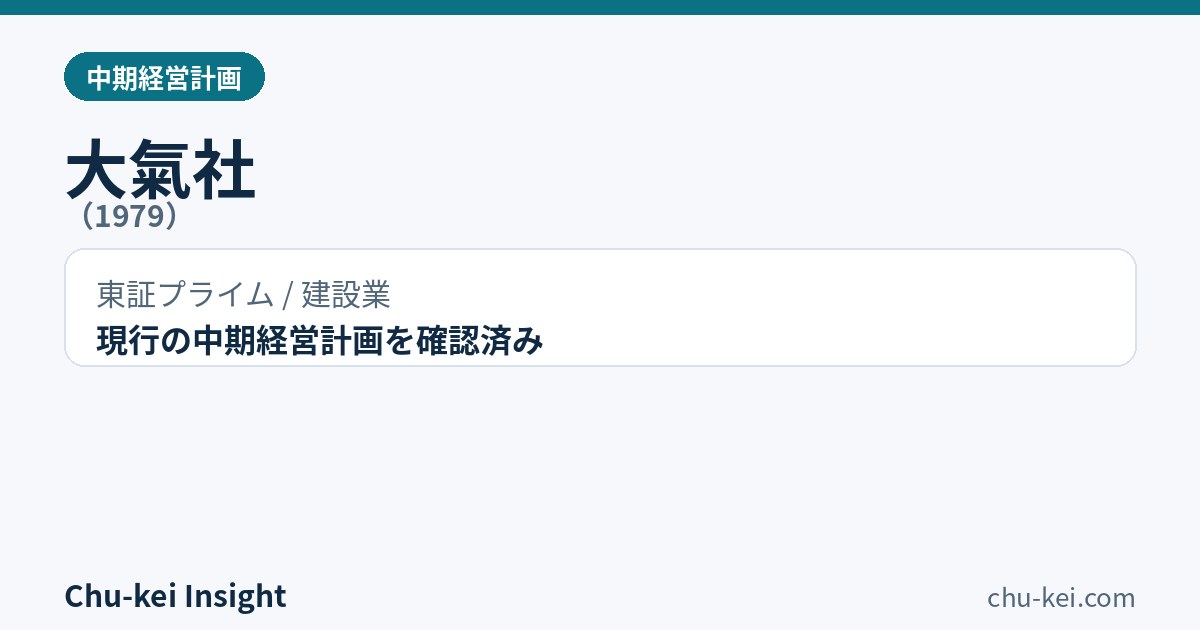 中期経営計画
大氣社
（1979）
東証プライム / 建設業
現行の中期経営計画を確認済み
Chu-kei Insight
chu-kei.com